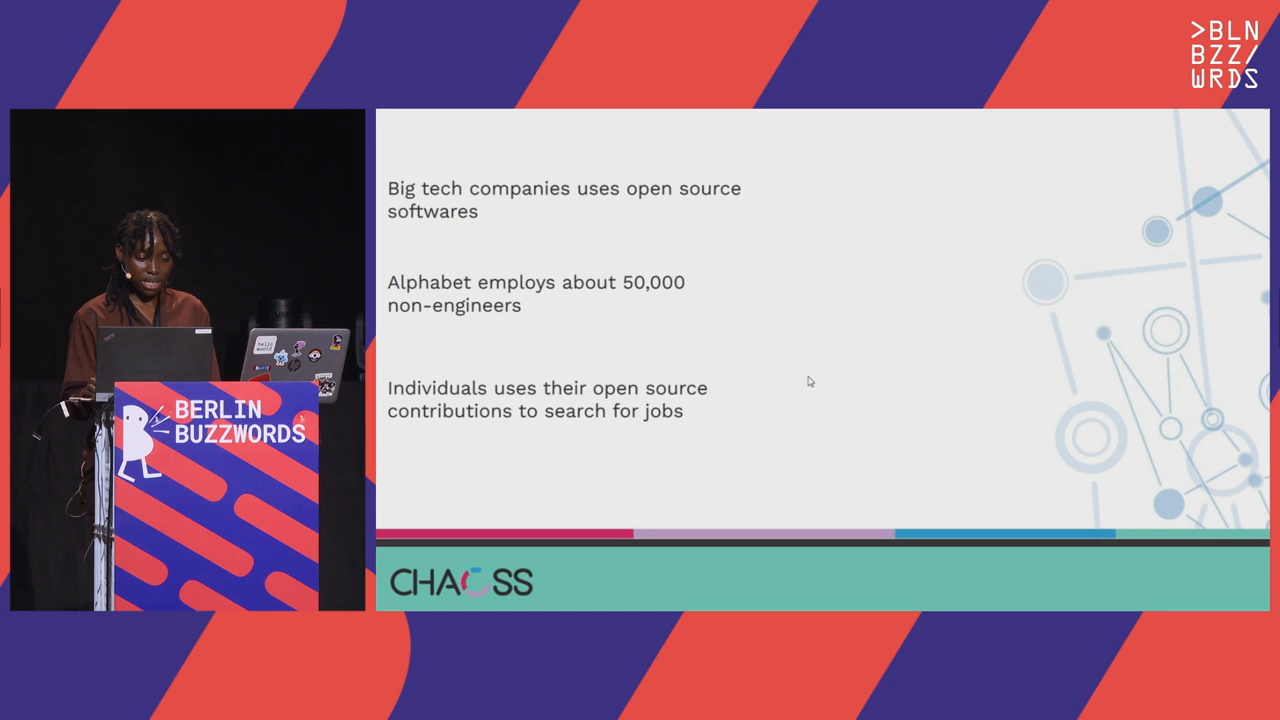 >BLN
BZZ/
WRDS
Big tech companies uses open source
softwares
Alphabet employs about 50,000
non-engineers
Individuals uses their open source
contributions to search for jobs
CHAOSS
hello
world
BERLIN
BUZZWORDS